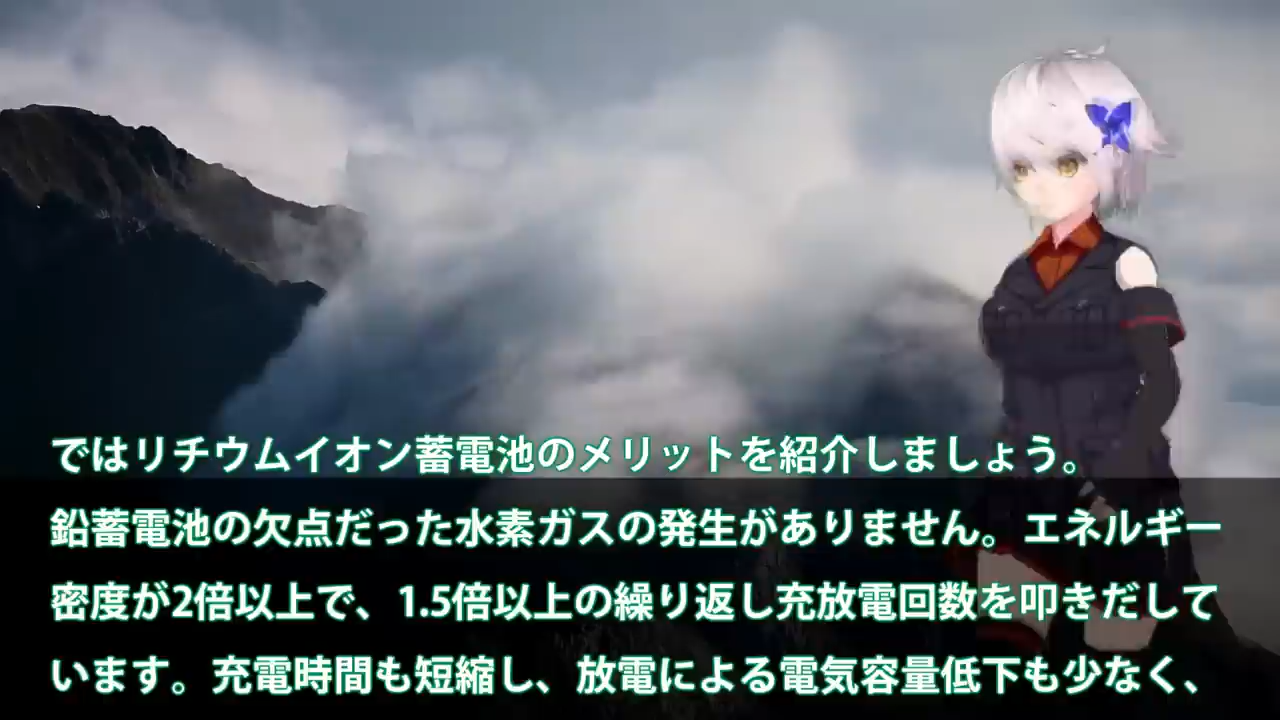 ではリチウムイオン蓄電池のメリットを紹介しましょう。
鉛蓄電池の欠点だった水素ガスの発生がありません。エネルギー
密度が2倍以上で、1.5倍以上の繰り返し充放電回数を叩きだして
います。充電時間も短縮し、放電による電気容量低下も少なく、